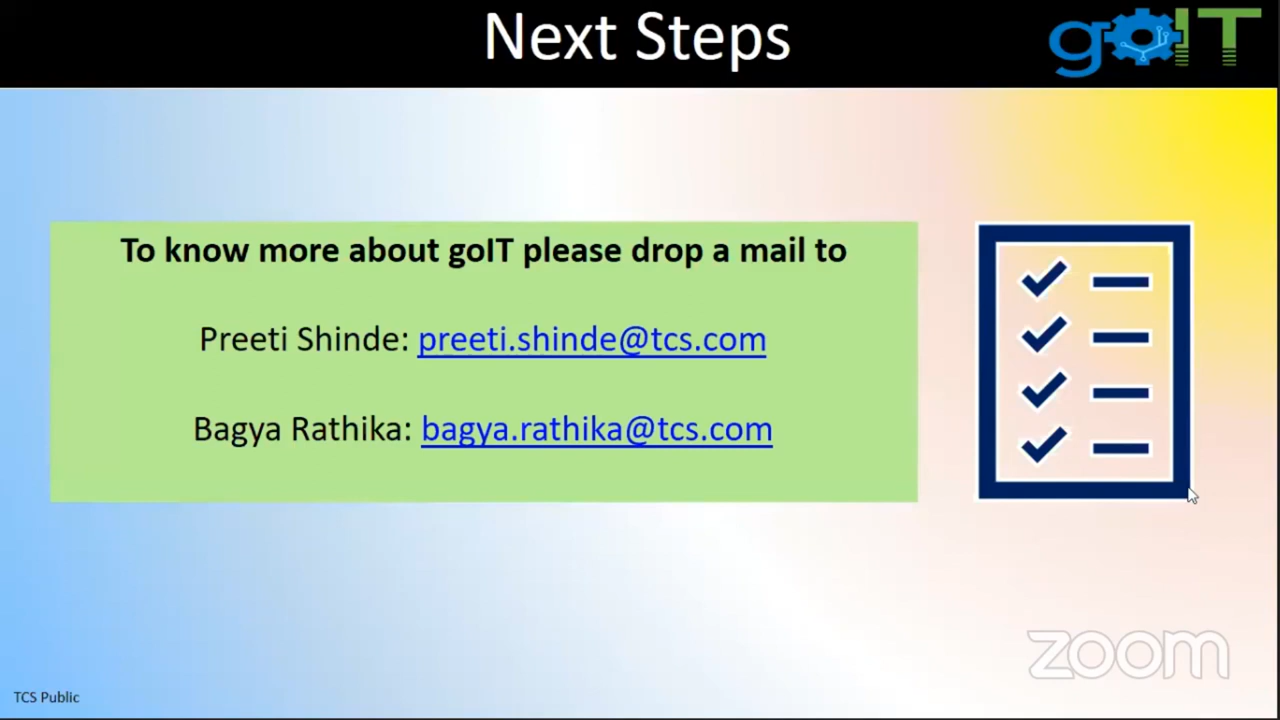 Next Steps
goIT
To know more about goIT please drop a mail to
Preeti Shinde: preeti.shinde@tcs.com
Bagya Rathika: bagya.rathika@tcs.com
zoom
TCS Public